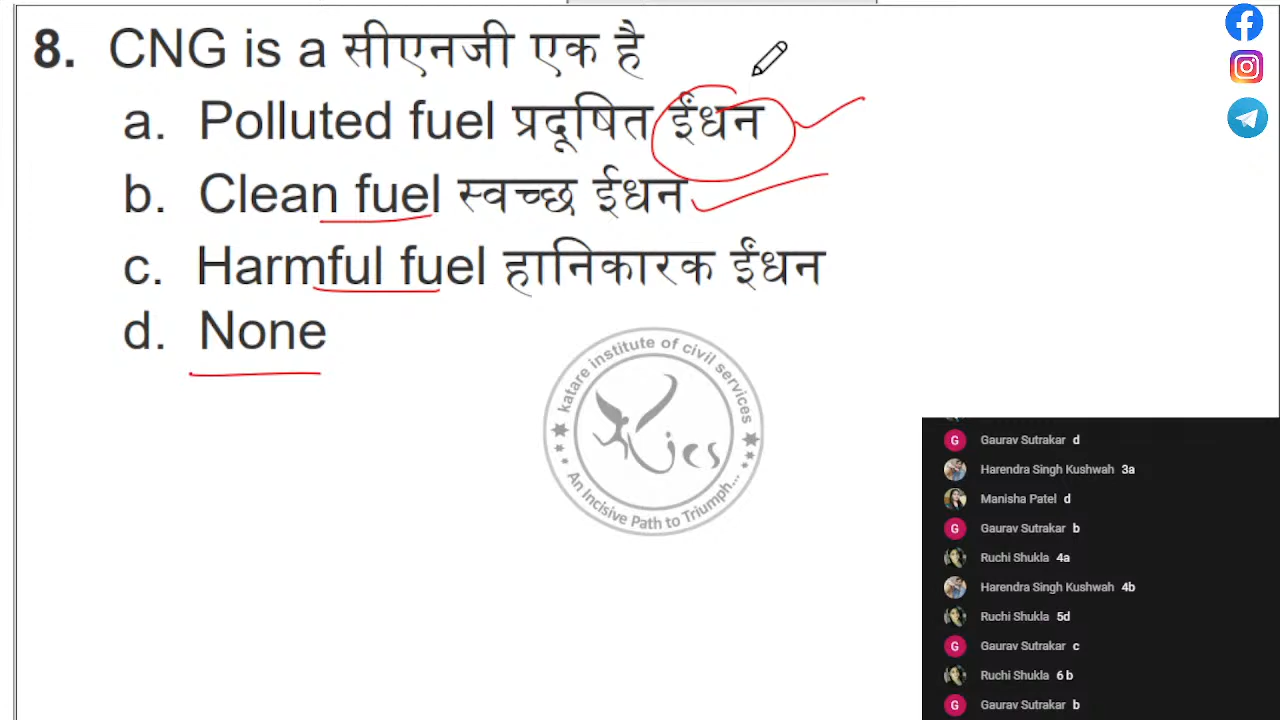 8. CNG is a सीएनजी एक है
a. Polluted fuel प्रदूषित ईंधन
b. Clean fuel स्वच्छ ईधन
c. Harmful fuel हानिकारक ईंधन
d. None
katare institute of civil services
kics
An Incisive Path to Triumph...
G Gaurav Sutrakar d
Harendra Singh Kushwah 3a
Manisha Patel d
G Gaurav Sutrakar b
Ruchi Shukla 4a
Harendra Singh Kushwah 4b
Ruchi Shukla 5d
G Gaurav Sutrakar c
Ruchi Shukla 6 b
G Gaurav Sutrakar b